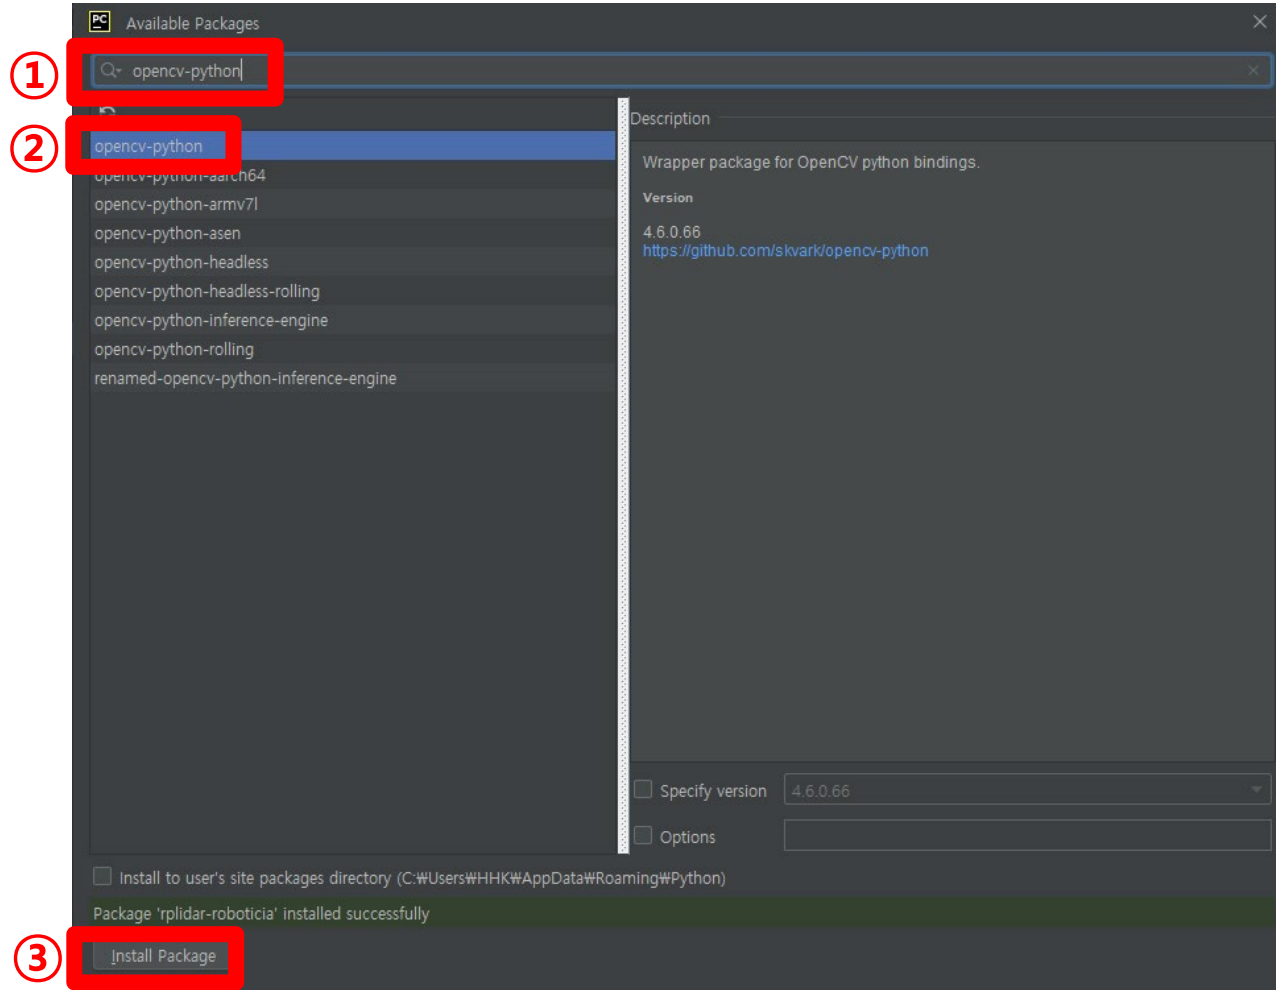 PC Available Packages
① opencv-python
② opencv-python
opencv-python-aarch64
opencv-python-armv7l
opencv-python-asen
opencv-python-headless
opencv-python-headless-rolling
opencv-python-inference-engine
opencv-python-rolling
renamed-opencv-python-inference-engine
Description
Wrapper package for OpenCV python bindings.
Version
4.6.0.66
https://github.com/skvark/opencv-python
Specify version 4.6.0.66
Options
Install to user's site packages directory (C:₩Users₩HHK₩AppData₩Roaming₩Python)
Package 'rplidar-roboticia' installed successfully
③ Install Package